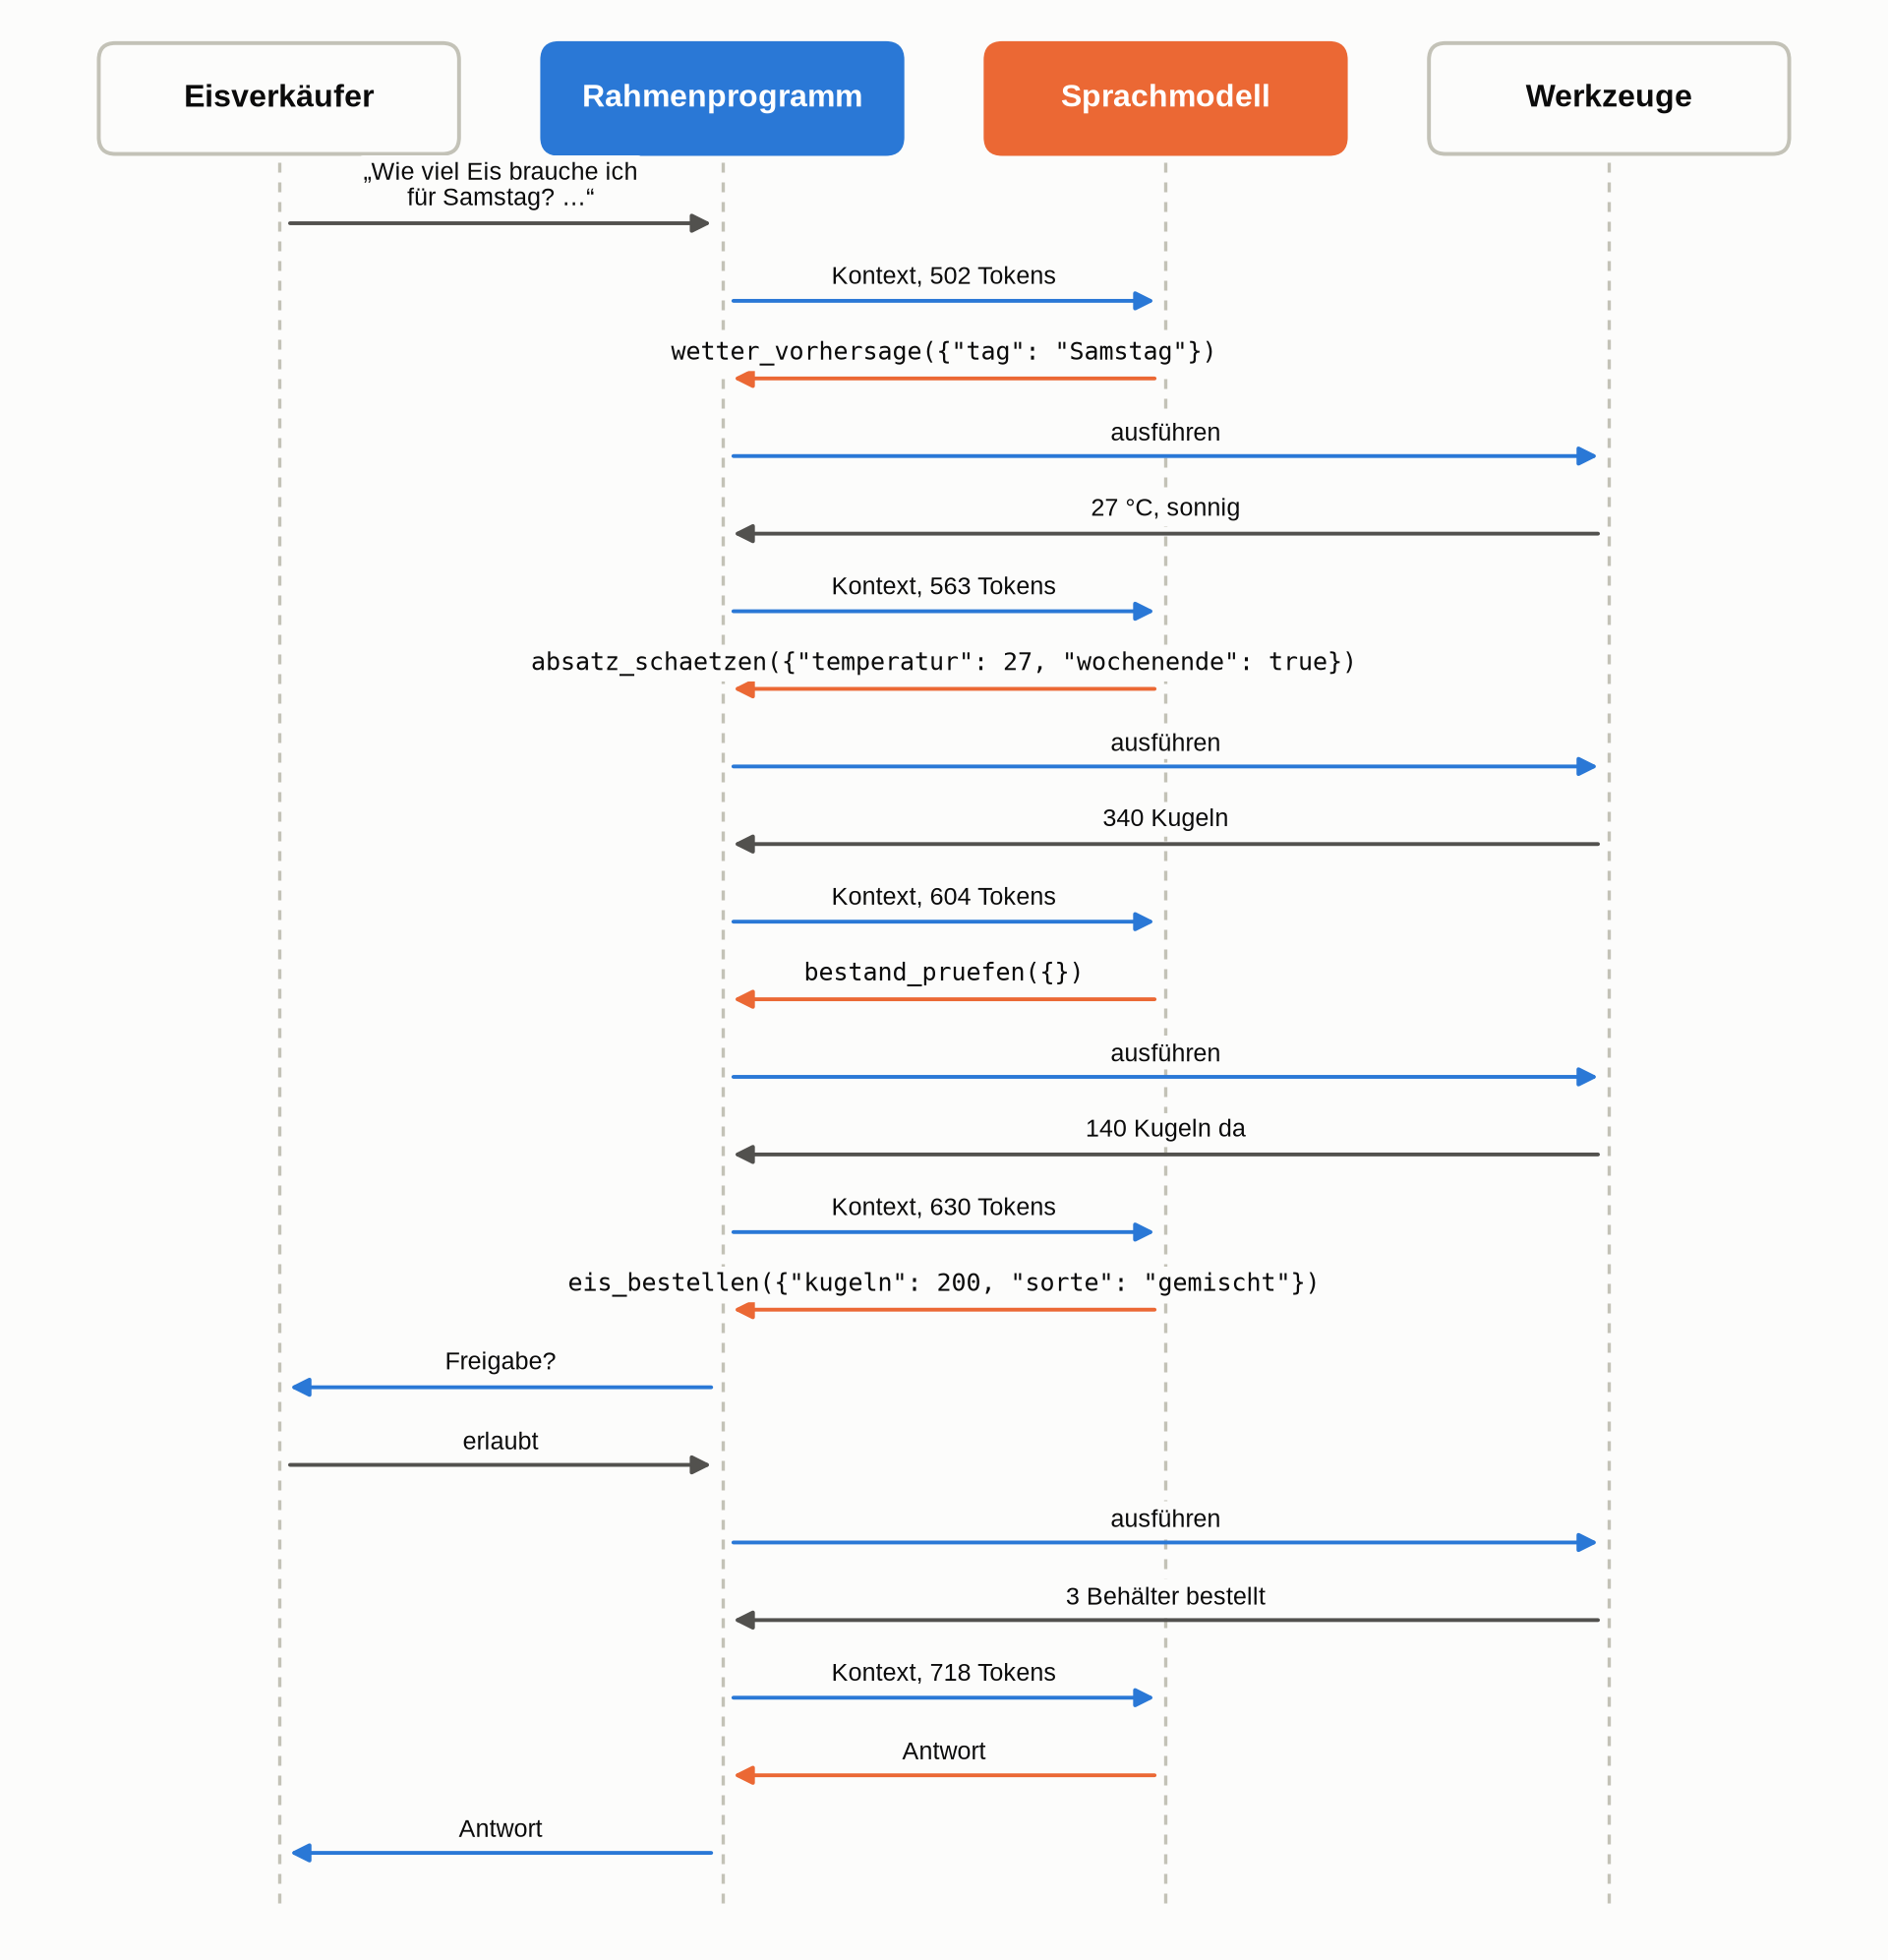 Eisverkäufer
Rahmenprogramm
Sprachmodell
Werkzeuge
„Wie viel Eis brauche ich
für Samstag? …“
Kontext, 502 Tokens
wetter_vorhersage({"tag": "Samstag"})
ausführen
27 °C, sonnig
Kontext, 563 Tokens
absatz_schaetzen({"temperatur": 27, "wochenende": true})
ausführen
340 Kugeln
Kontext, 604 Tokens
bestand_pruefen({})
ausführen
140 Kugeln da
Kontext, 630 Tokens
eis_bestellen({"kugeln": 200, "sorte": "gemischt"})
Freigabe?
erlaubt
ausführen
3 Behälter bestellt
Kontext, 718 Tokens
Antwort
Antwort